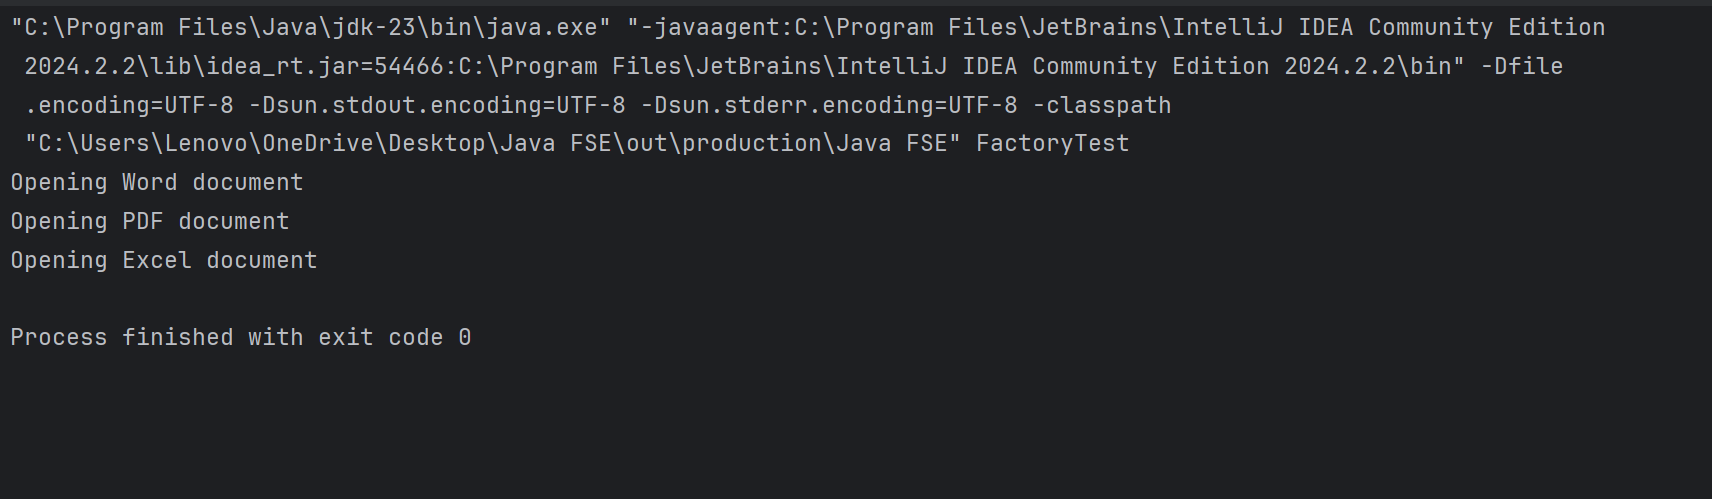 "C:\Program Files\Java\jdk-23\bin\java.exe" "-javaagent:C:\Program Files\JetBrains\IntelliJ IDEA Community Edition
2024.2.2\lib\idea_rt.jar=54466:C:\Program Files\JetBrains\IntelliJ IDEA Community Edition 2024.2.2\bin" -Dfile
.encoding=UTF-8 -Dsun.stdout.encoding=UTF-8 -Dsun.stderr.encoding=UTF-8 -classpath
"C:\Users\Lenovo\OneDrive\Desktop\Java FSE\out\production\Java FSE" FactoryTest
Opening Word document
Opening PDF document
Opening Excel document
Process finished with exit code 0